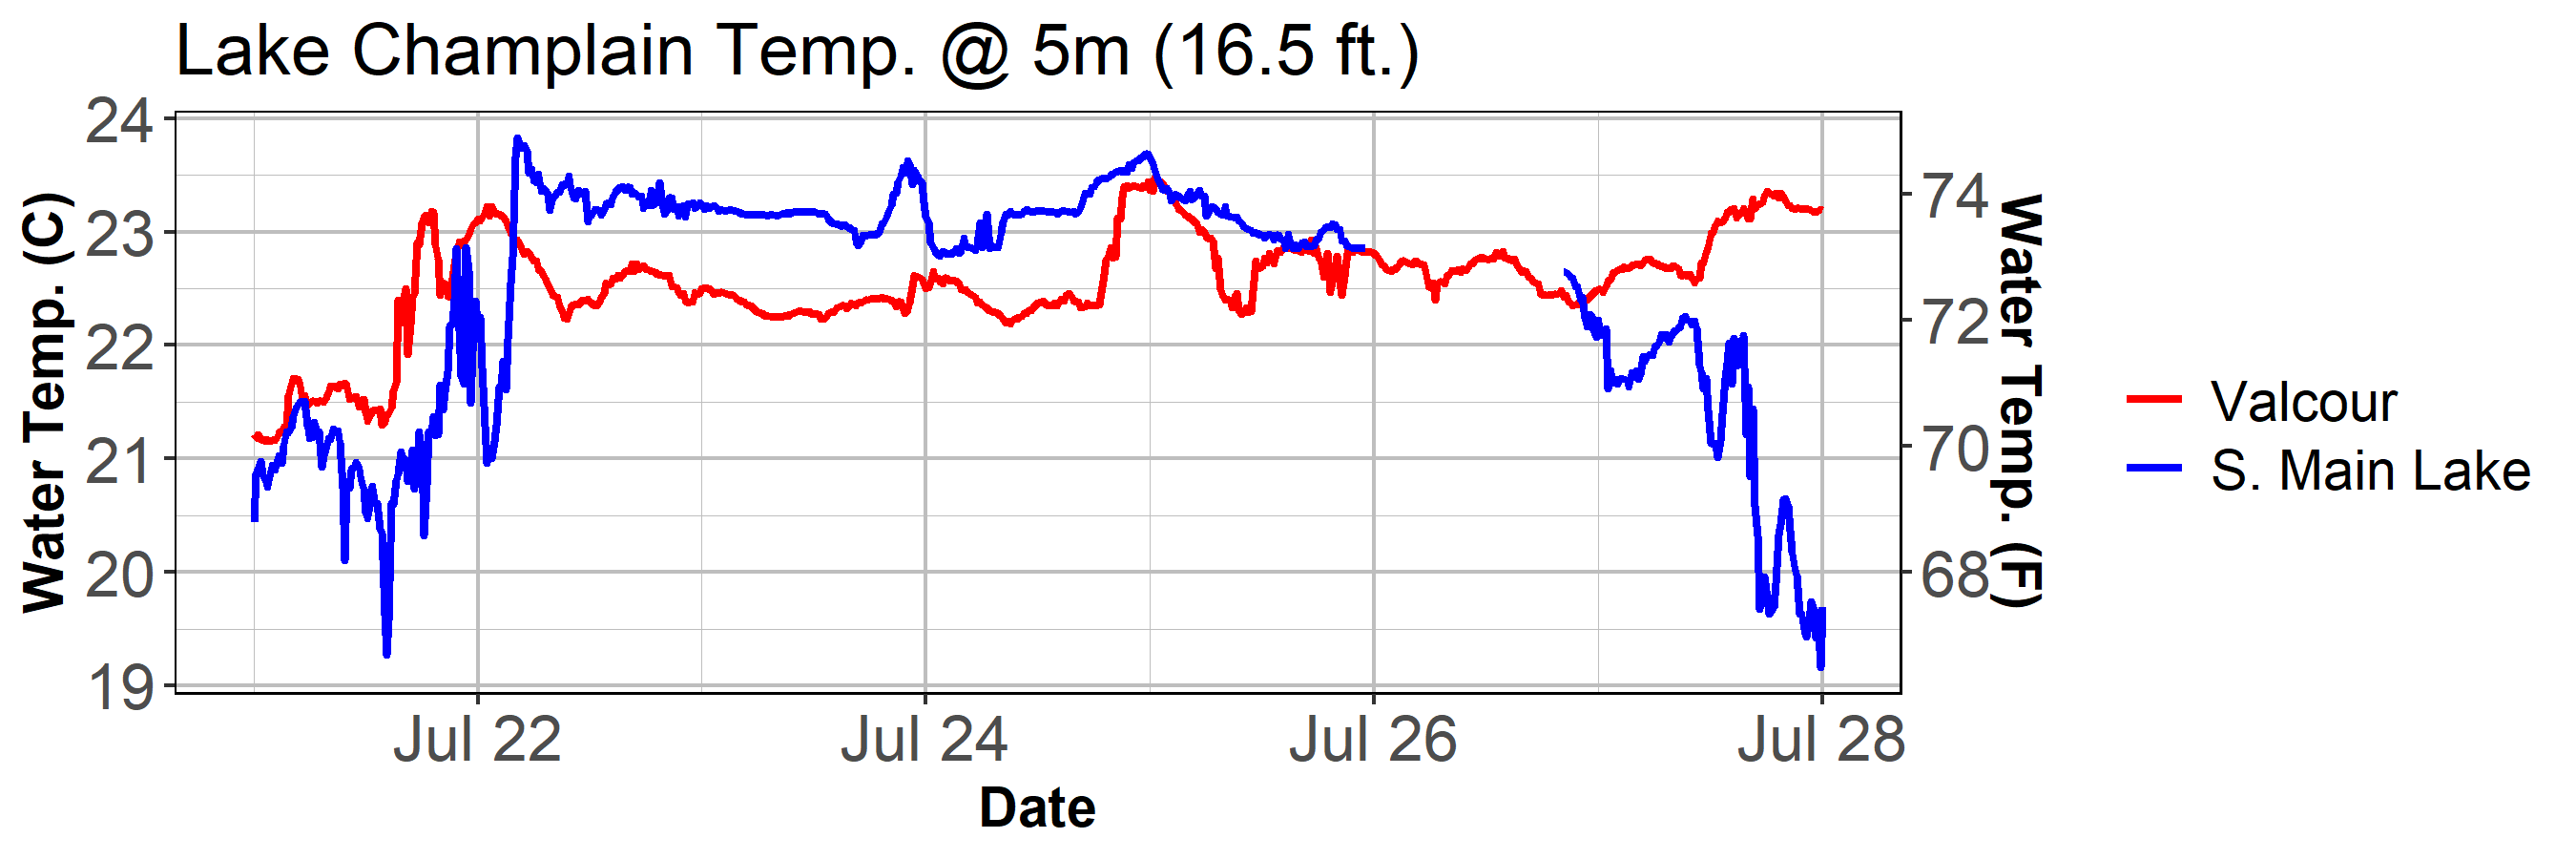 Lake Champlain Temp. @ 5m (16.5 ft.)
Water Temp. (C)
24
23
22
21
20
19
74
72
70
68
Water Temp. (F)
Jul 22 Jul 24 Jul 26 Jul 28
Date
Valcour
S. Main Lake